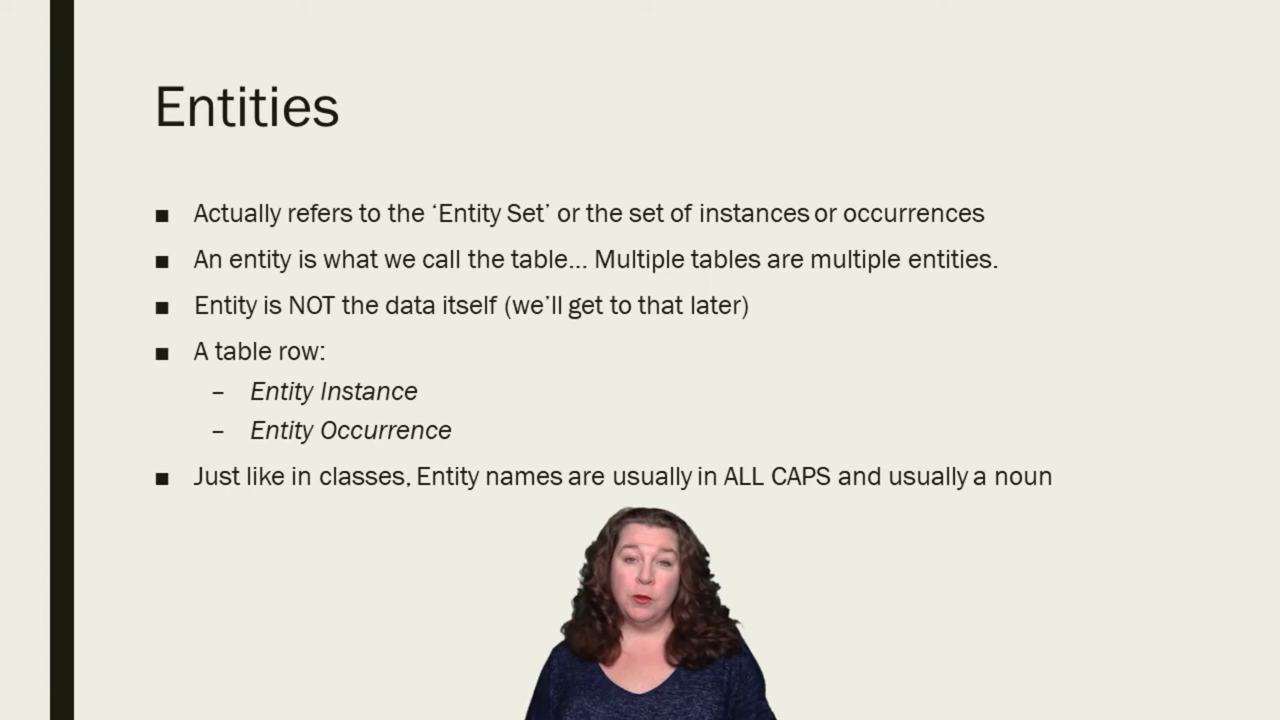 Entities
■ Actually refers to the ‘Entity Set’ or the set of instances or occurrences
■ An entity is what we call the table… Multiple tables are multiple entities.
■ Entity is NOT the data itself (we’ll get to that later)
■ A table row:
– Entity Instance
– Entity Occurrence
■ Just like in classes, Entity names are usually in ALL CAPS and usually a noun